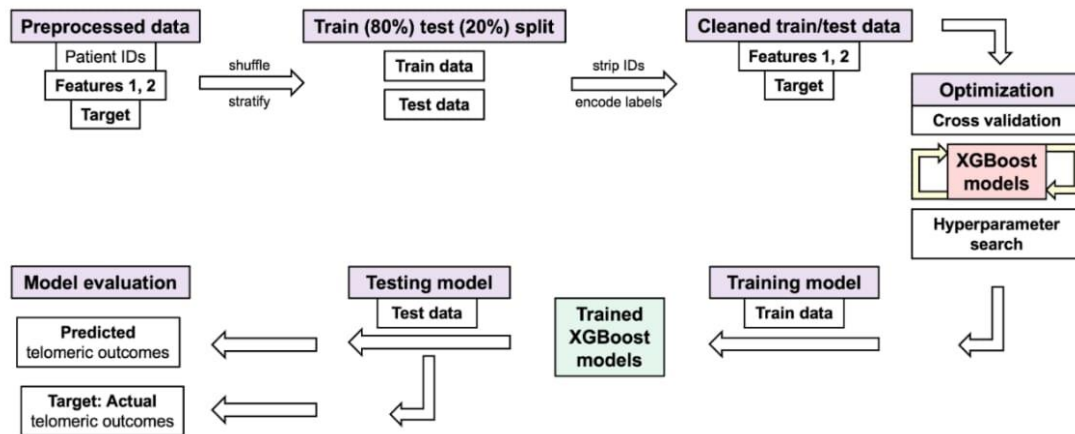 Preprocessed data
Patient IDs
Features 1, 2
Target
shuffle
stratify
Train (80%) test (20%) split
Train data
Test data
strip IDs
encode labels
Cleaned train/test data
Features 1, 2
Target
Optimization
Cross validation
XGBoost
models
Hyperparameter
search
Training model
Train data
Trained
XGBoost
models
Testing model
Test data
Model evaluation
Predicted
telomeric outcomes
Target: Actual
telomeric outcomes